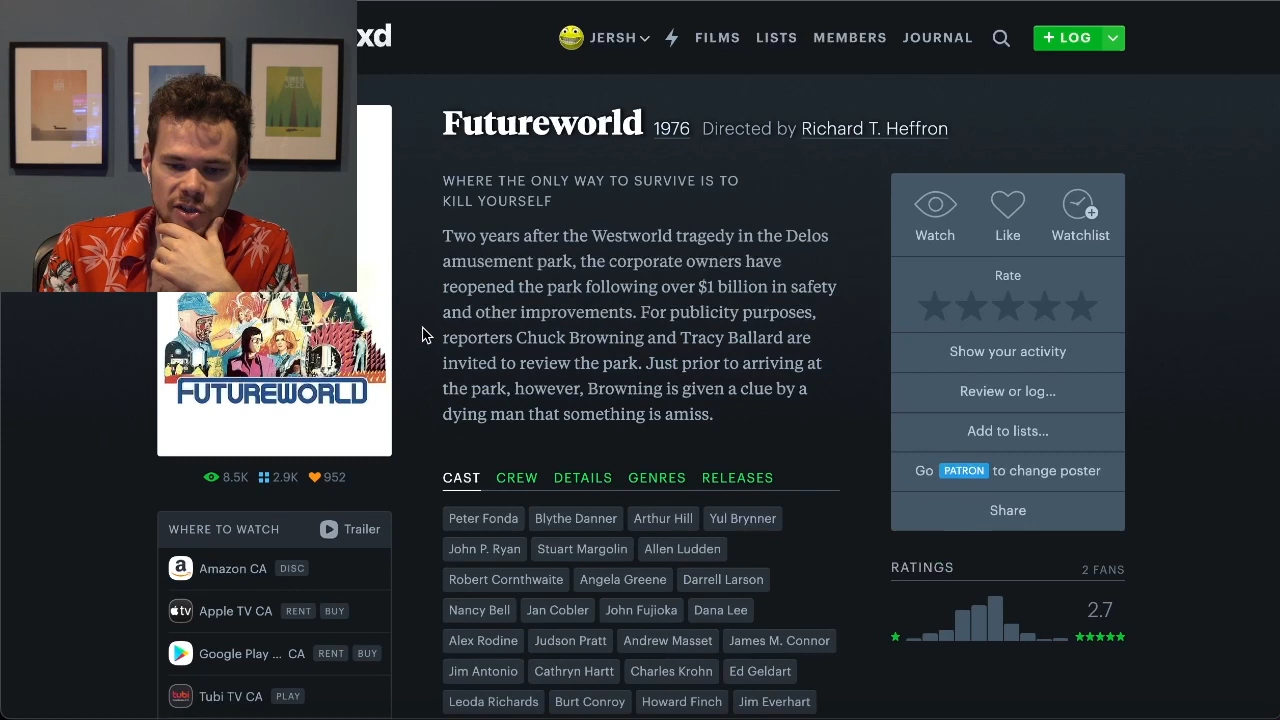 xd
JERSH
FILMS
LISTS
MEMBERS
JOURNAL
+ LOG
Futureworld 1976 Directed by Richard T. Heffron
WHERE THE ONLY WAY TO SURVIVE IS TO
KILL YOURSELF
Two years after the Westworld tragedy in the Delos
amusement park, the corporate owners have
reopened the park following over $1 billion in safety
and other improvements. For publicity purposes,
reporters Chuck Browning and Tracy Ballard are
invited to review the park. Just prior to arriving at
the park, however, Browning is given a clue by a
dying man that something is amiss.
CAST CREW DETAILS GENRES RELEASES
Peter Fonda Blythe Danner Arthur Hill Yul Brynner
John P. Ryan Stuart Margolin Allen Ludden
Robert Cornthwaite Angela Greene Darrell Larson
Nancy Bell Jan Cobler John Fujioka Dana Lee
Alex Rodine Judson Pratt Andrew Masset James M. Connor
Jim Antonio Cathryn Hartt Charles Krohn Ed Geldart
Leoda Richards Burt Conroy Howard Finch Jim Everhart
FUTUREWORLD
8.5K 2.9K 952
WHERE TO WATCH Trailer
Amazon CA DISC
Apple TV CA RENT BUY
Google Play ... CA RENT BUY
tubi Tubi TV CA PLAY
Watch Like Watchlist
Rate
Show your activity
Review or log...
Add to lists...
Go PATRON to change poster
Share
RATINGS 2 FANS
2.7